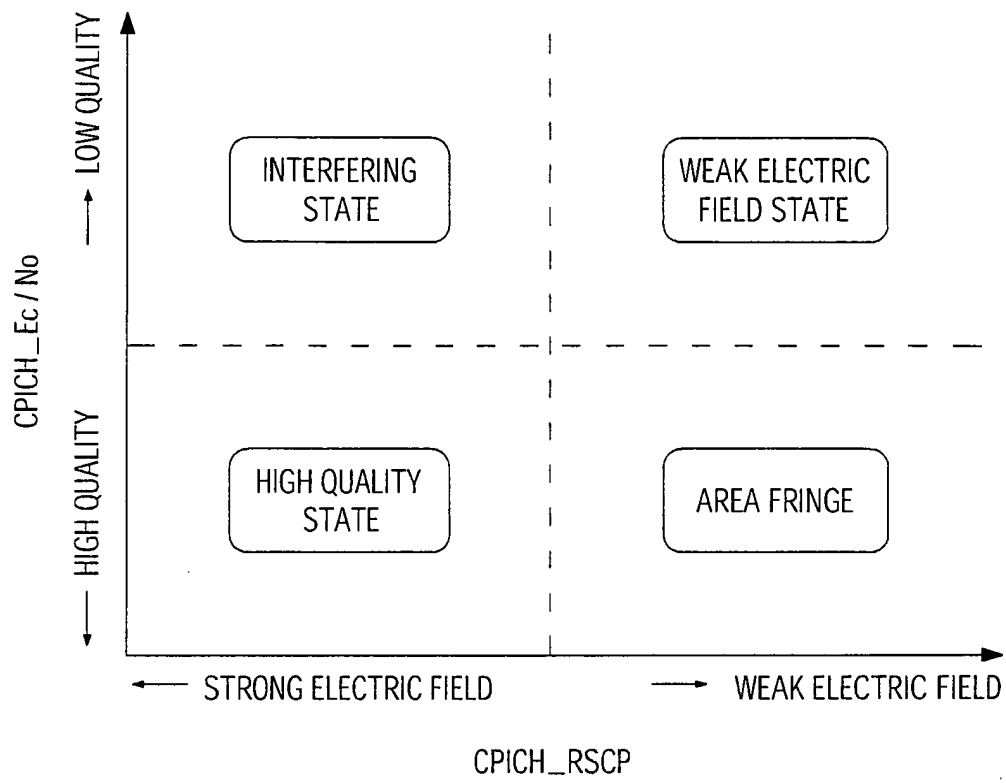 LOW QUALITY
CPICH_Ec / No
HIGH QUALITY
INTERFERING
STATE
WEAK ELECTRIC
FIELD STATE
HIGH QUALITY
STATE
AREA FRINGE
STRONG ELECTRIC FIELD
WEAK ELECTRIC FIELD
CPICH_RSCP